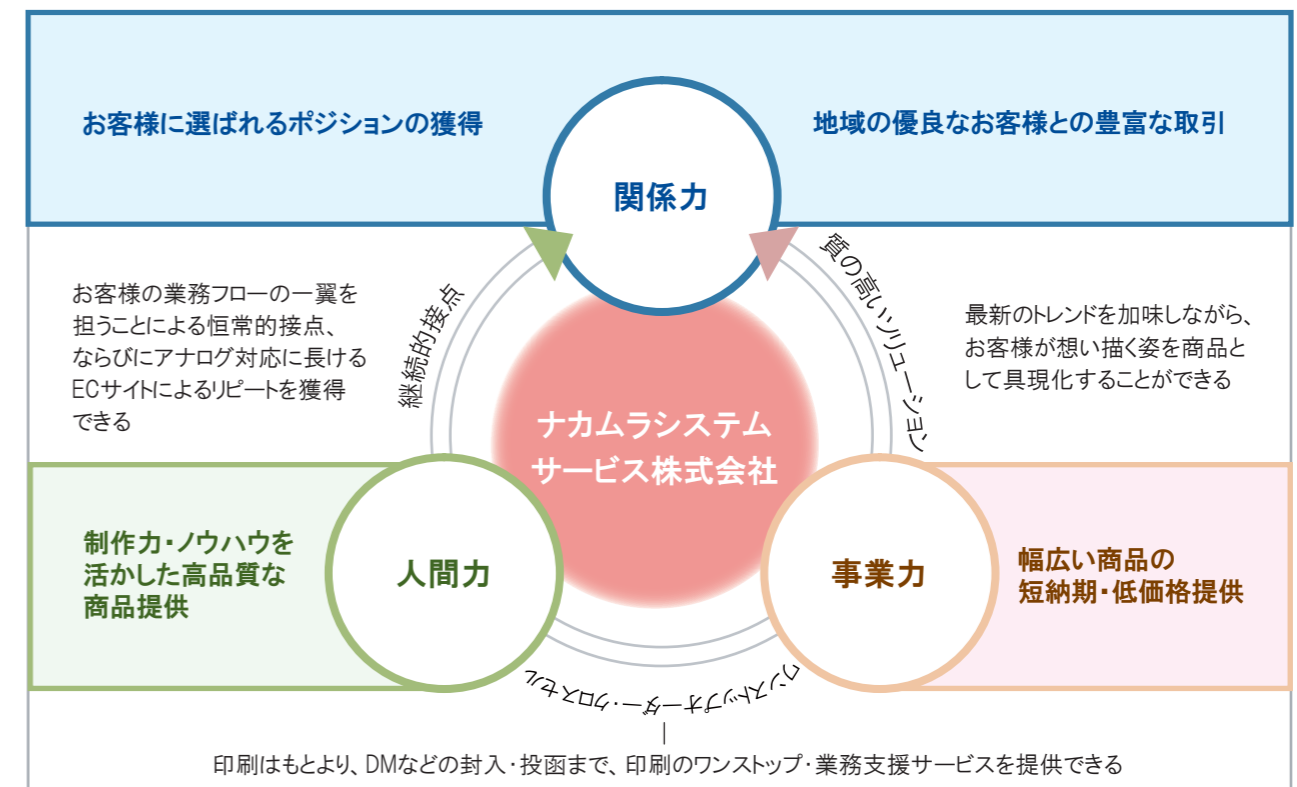 お客様に選ばれるポジションの獲得
地域の優良なお客様との豊富な取引
関係力
継続的接点
質の高いソリューション
お客様の業務フローの一翼を
担うことによる恒常的接点、
ならびにアナログ対応に長ける
ECサイトによるリピートを獲得
できる
最新のトレンドを加味しながら、
お客様が想い描く姿を商品と
して具現化することができる
ナカムラシステム
サービス株式会社
制作力・ノウハウを
活かした高品質な
商品提供
人間力
事業力
幅広い商品の
短納期・低価格提供
ワンストップオーダー・クロスセル
印刷はもとより、DMなどの封入・投函まで、印刷のワンストップ・業務支援サービスを提供できる